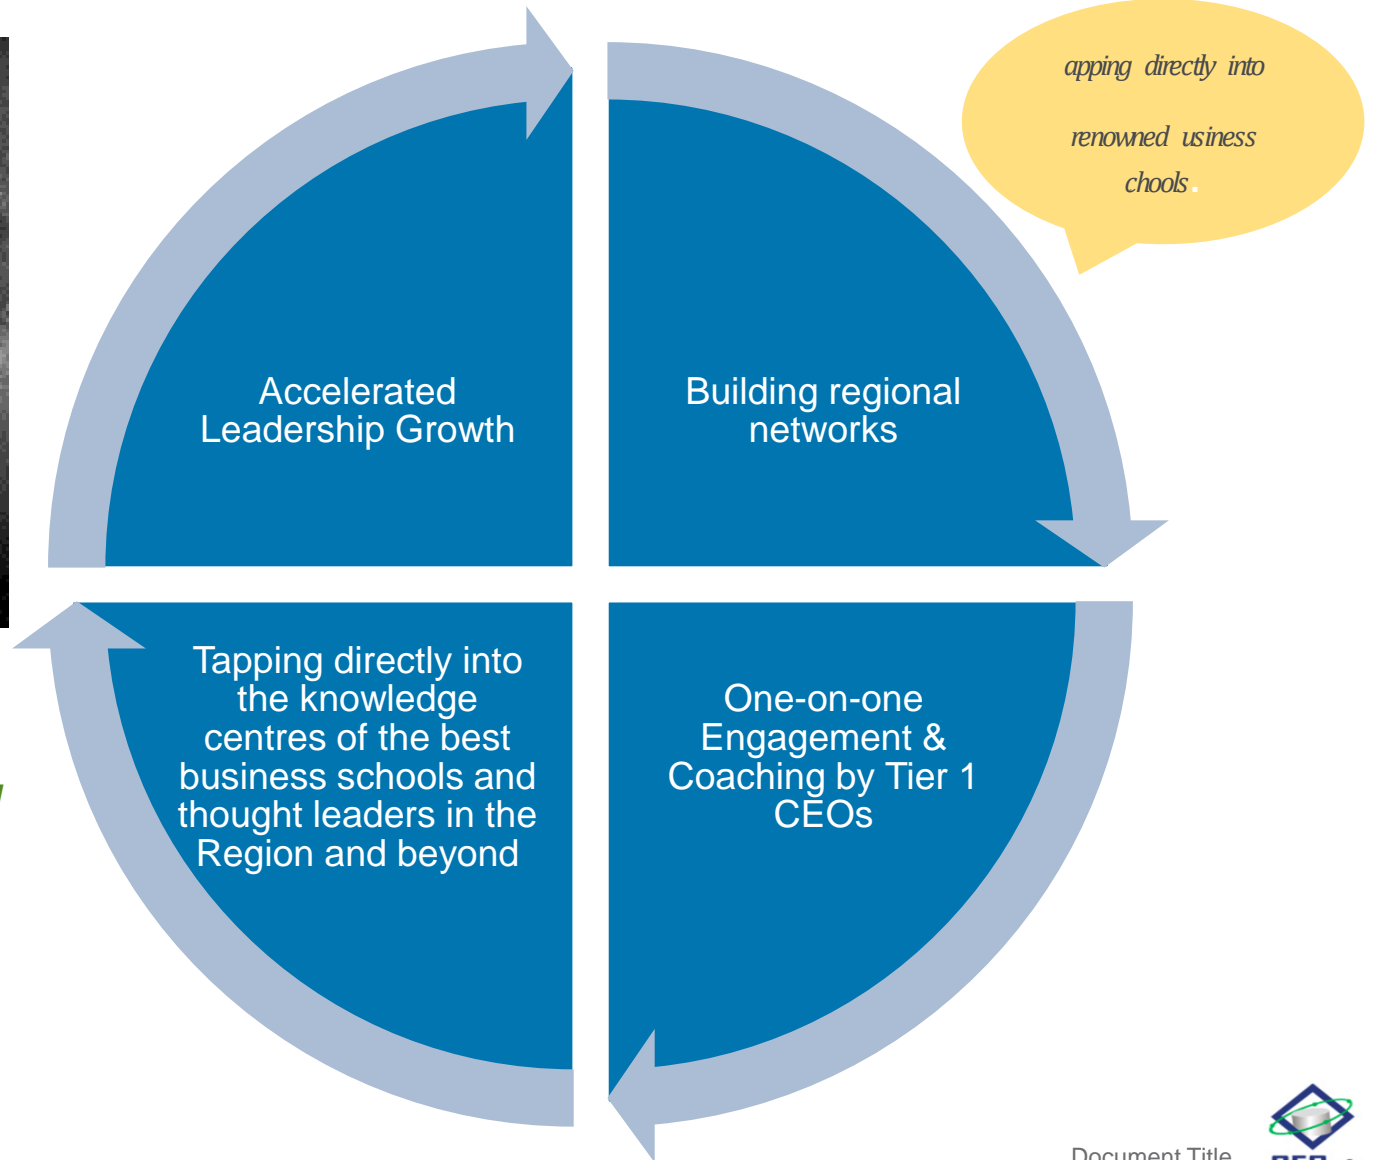 apping directly into
renowned usiness
chools.
Accelerated
Leadership Growth
Building regional
networks
Tapping directly into
the knowledge
centres of the best
business schools and
thought leaders in the
Region and beyond
One-on-one
Engagement &
Coaching by Tier 1
CEOs
Document Title